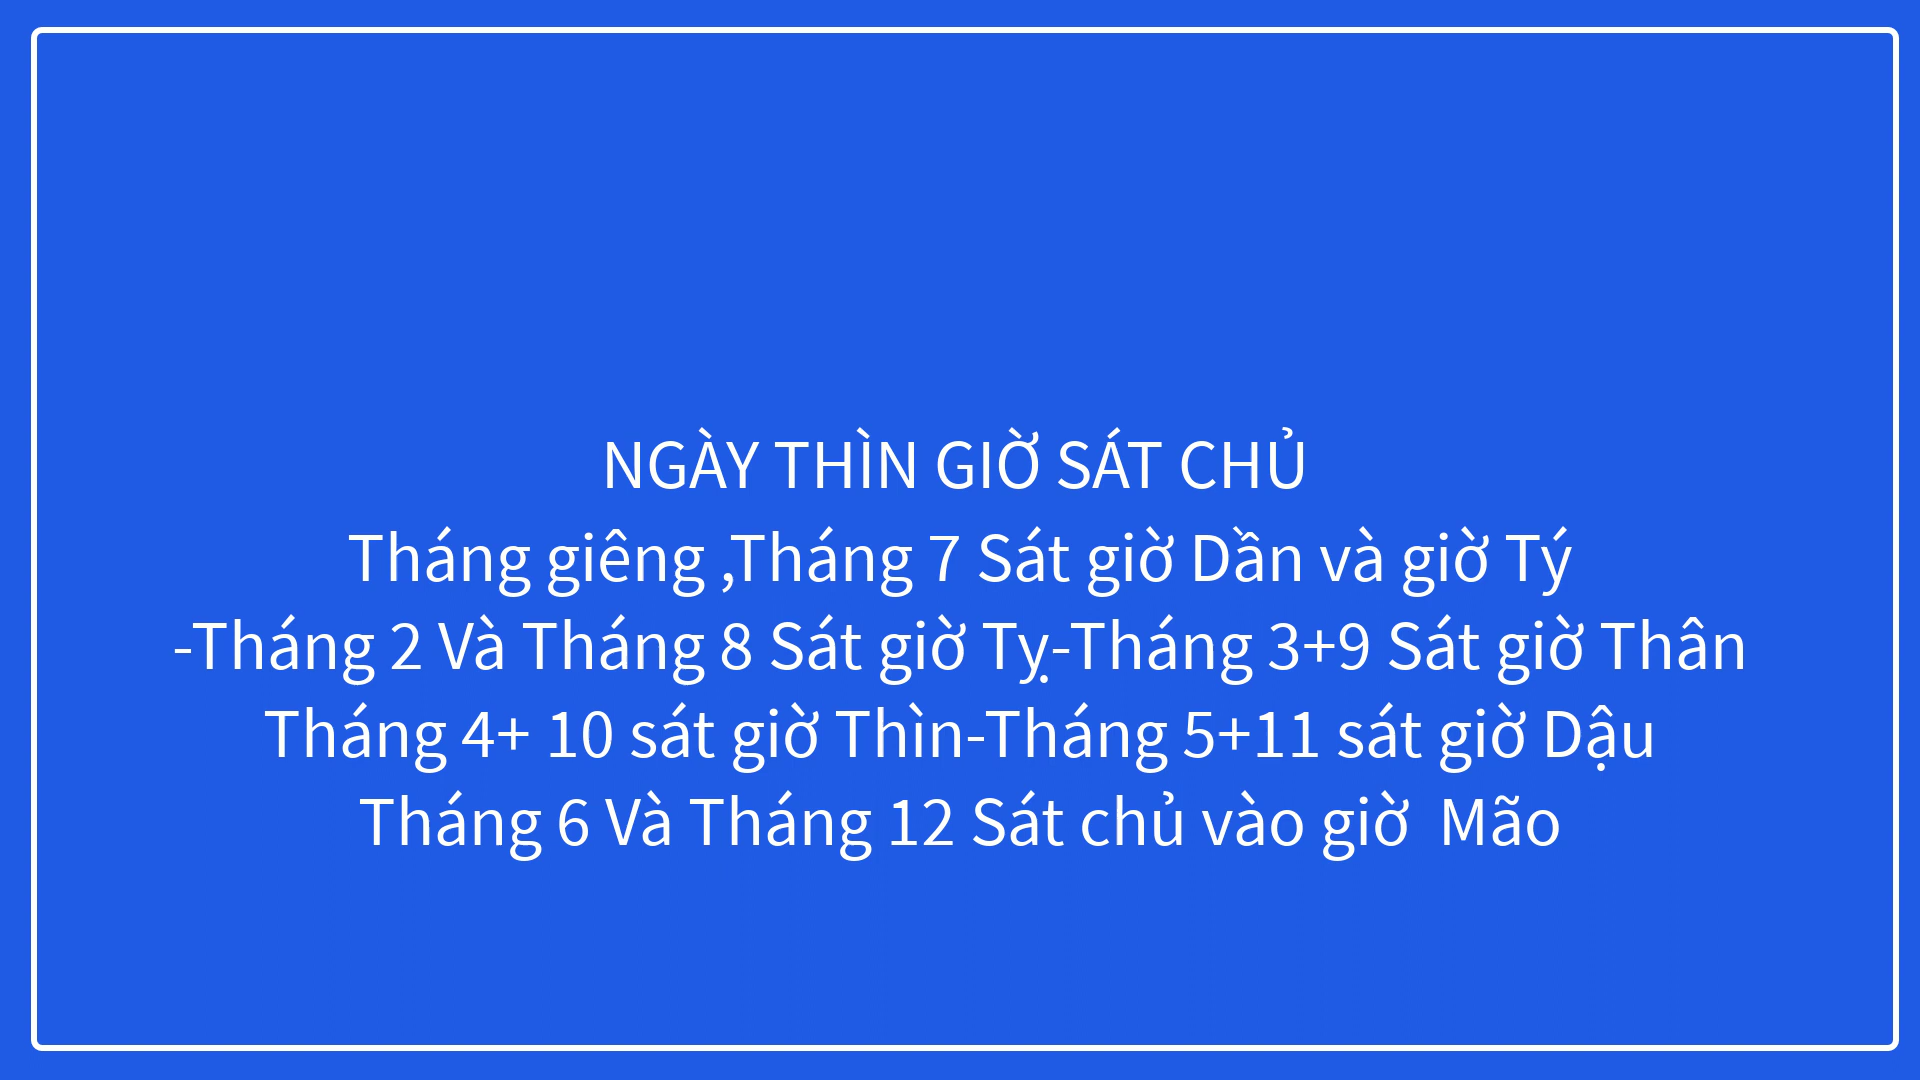 NGÀY THÌN GIỜ SÁT CHỦ
Tháng giêng ,Tháng 7 Sát giờ Dần và giờ Tý
-Tháng 2 Và Tháng 8 Sát giờ Tỵ-Tháng 3+9 Sát giờ Thân
Tháng 4+ 10 sát giờ Thìn-Tháng 5+11 sát giờ Dậu
Tháng 6 Và Tháng 12 Sát chủ vào giờ  Mão